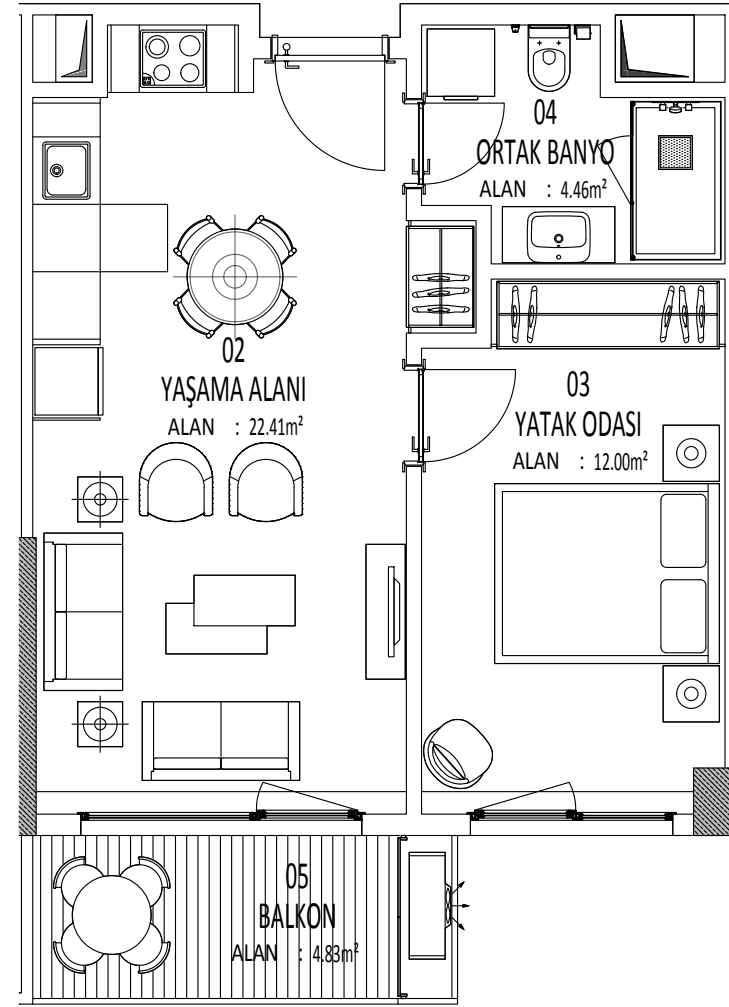 04
ORTAK BANYO
ALAN : 4.46m²
02
YAŞAMA ALANI
ALAN : 22.41m²
03
YATAK ODASI
ALAN : 12.00m²
05
BALKON
ALAN : 4.83m²